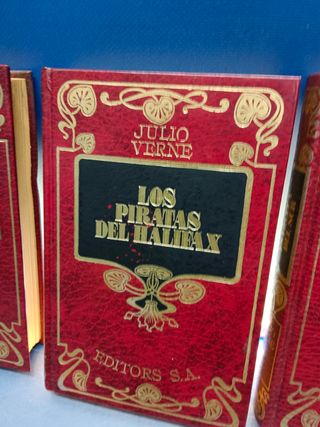 JULIO
VERNE
LOS
PIRATAS
DEL HALIFAX
EDITORS S.A.